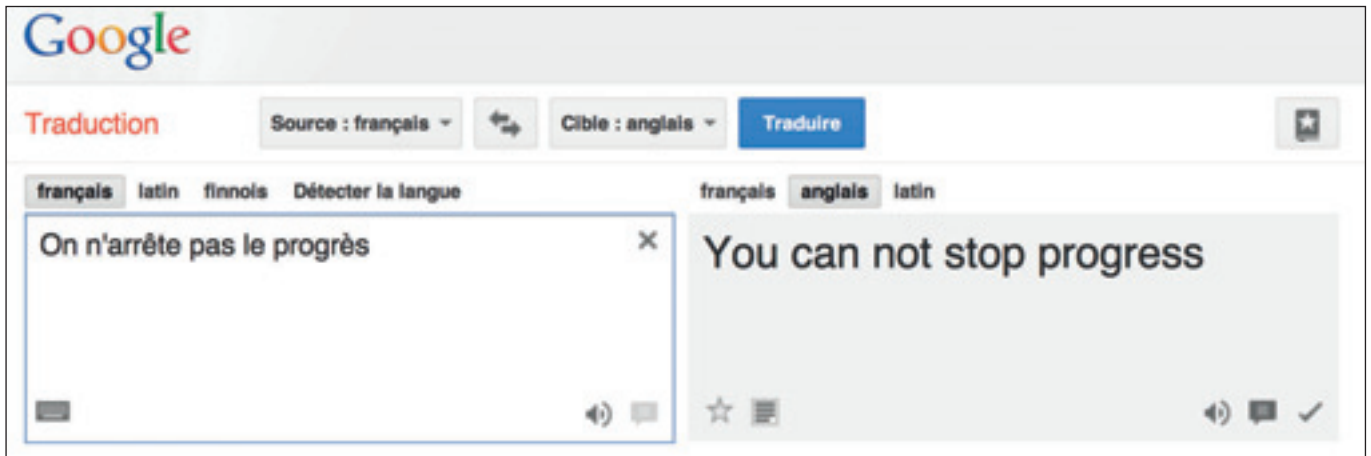 Google
Traduction Source : français Cible : anglais Traduire
français latin finnois Détecter la langue français anglais latin
On n'arrête pas le progrès
You can not stop progress